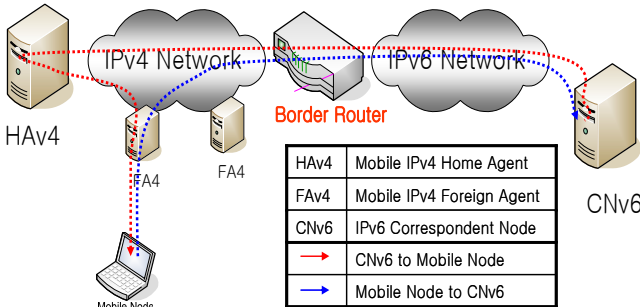 IPv4 Network
IPv6 Network
HAv4
Border Router
FA4
FA4
CNv6
Mobile Node
HAv4 Mobile IPv4 Home Agent
FAv4 Mobile IPv4 Foreign Agent
CNv6 IPv6 Correspondent Node
CNv6 to Mobile Node
Mobile Node to CNv6